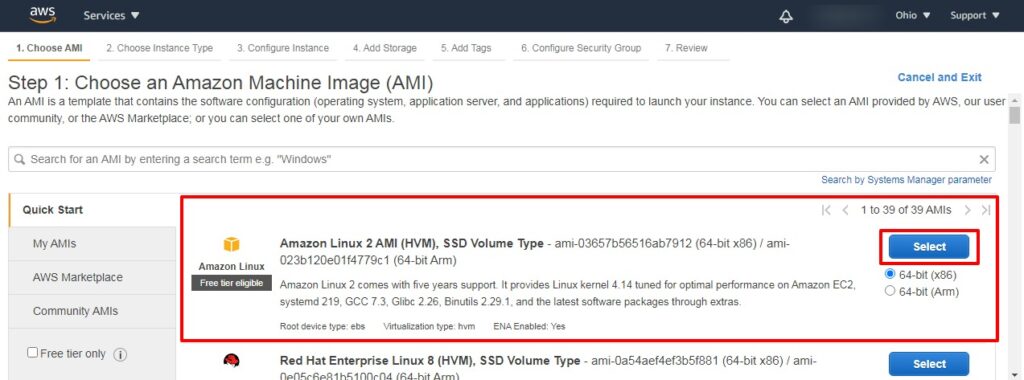 aws
Services
Ohio
Support
1. Choose AMI
2. Choose Instance Type
3. Configure Instance
4. Add Storage
5. Add Tags
6. Configure Security Group
7. Review
Step 1: Choose an Amazon Machine Image (AMI)
Cancel and Exit
An AMI is a template that contains the software configuration (operating system, application server, and applications) required to launch your instance. You can select an AMI provided by AWS, our user
community, or the AWS Marketplace; or you can select one of your own AMIs.
Search for an AMI by entering a search term e.g. "Windows"
Search by Systems Manager parameter
Quick Start
My AMIs
AWS Marketplace
Community AMIs
Free tier only
1 to 39 of 39 AMIs
Amazon Linux
Free tier eligible
Amazon Linux 2 AMI (HVM), SSD Volume Type - ami-03657b56516ab7912 (64-bit x86) / ami-
023b120e01f4779c1 (64-bit Arm)
Amazon Linux 2 comes with five years support. It provides Linux kernel 4.14 tuned for optimal performance on Amazon EC2,
systemd 219, GCC 7.3, Glibc 2.26, Binutils 2.29.1, and the latest software packages through extras.
Root device type: ebs
Virtualization type: hvm
ENA Enabled: Yes
Select
64-bit (x86)
64-bit (Arm)
Red Hat Enterprise Linux 8 (HVM), SSD Volume Type - ami-0a54aef4ef3b5f881 (64-bit x86) / ami-
0e05c6e81b5100c04 (64-bit Arm)
Select